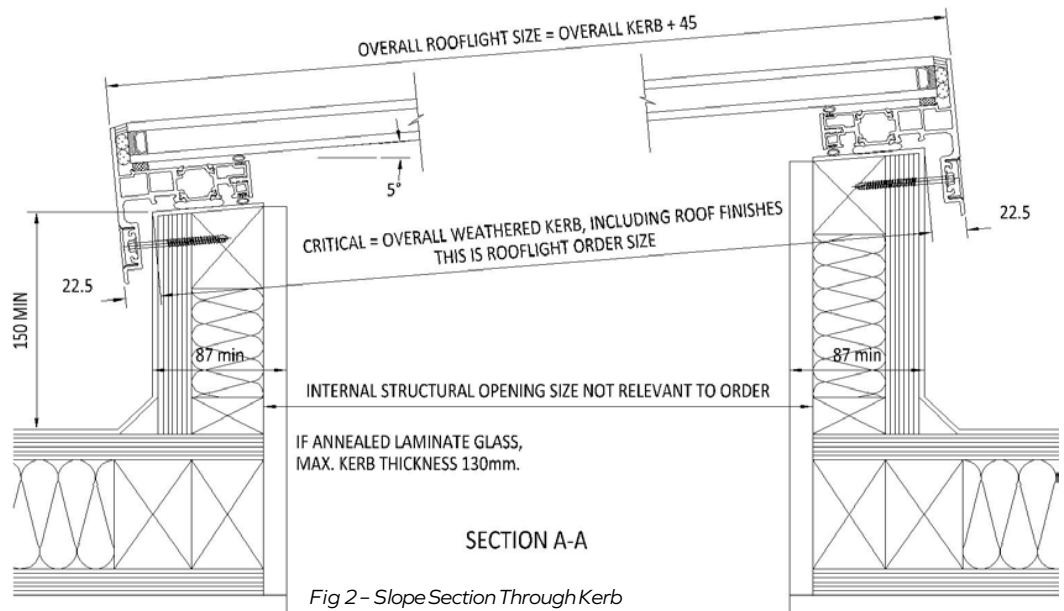 OVERALL ROOFLIGHT SIZE = OVERALL KERB + 45
5°
CRITICAL = OVERALL WEATHERED KERB, INCLUDING ROOF FINISHES
THIS IS ROOFLIGHT ORDER SIZE
22.5
22.5
150 MIN
87 min
87 min
INTERNAL STRUCTURAL OPENING SIZE NOT RELEVANT TO ORDER
IF ANNEALED LAMINATE GLASS,
MAX. KERB THICKNESS 130mm.
SECTION A-A
Fig 2 – Slope Section Through Kerb